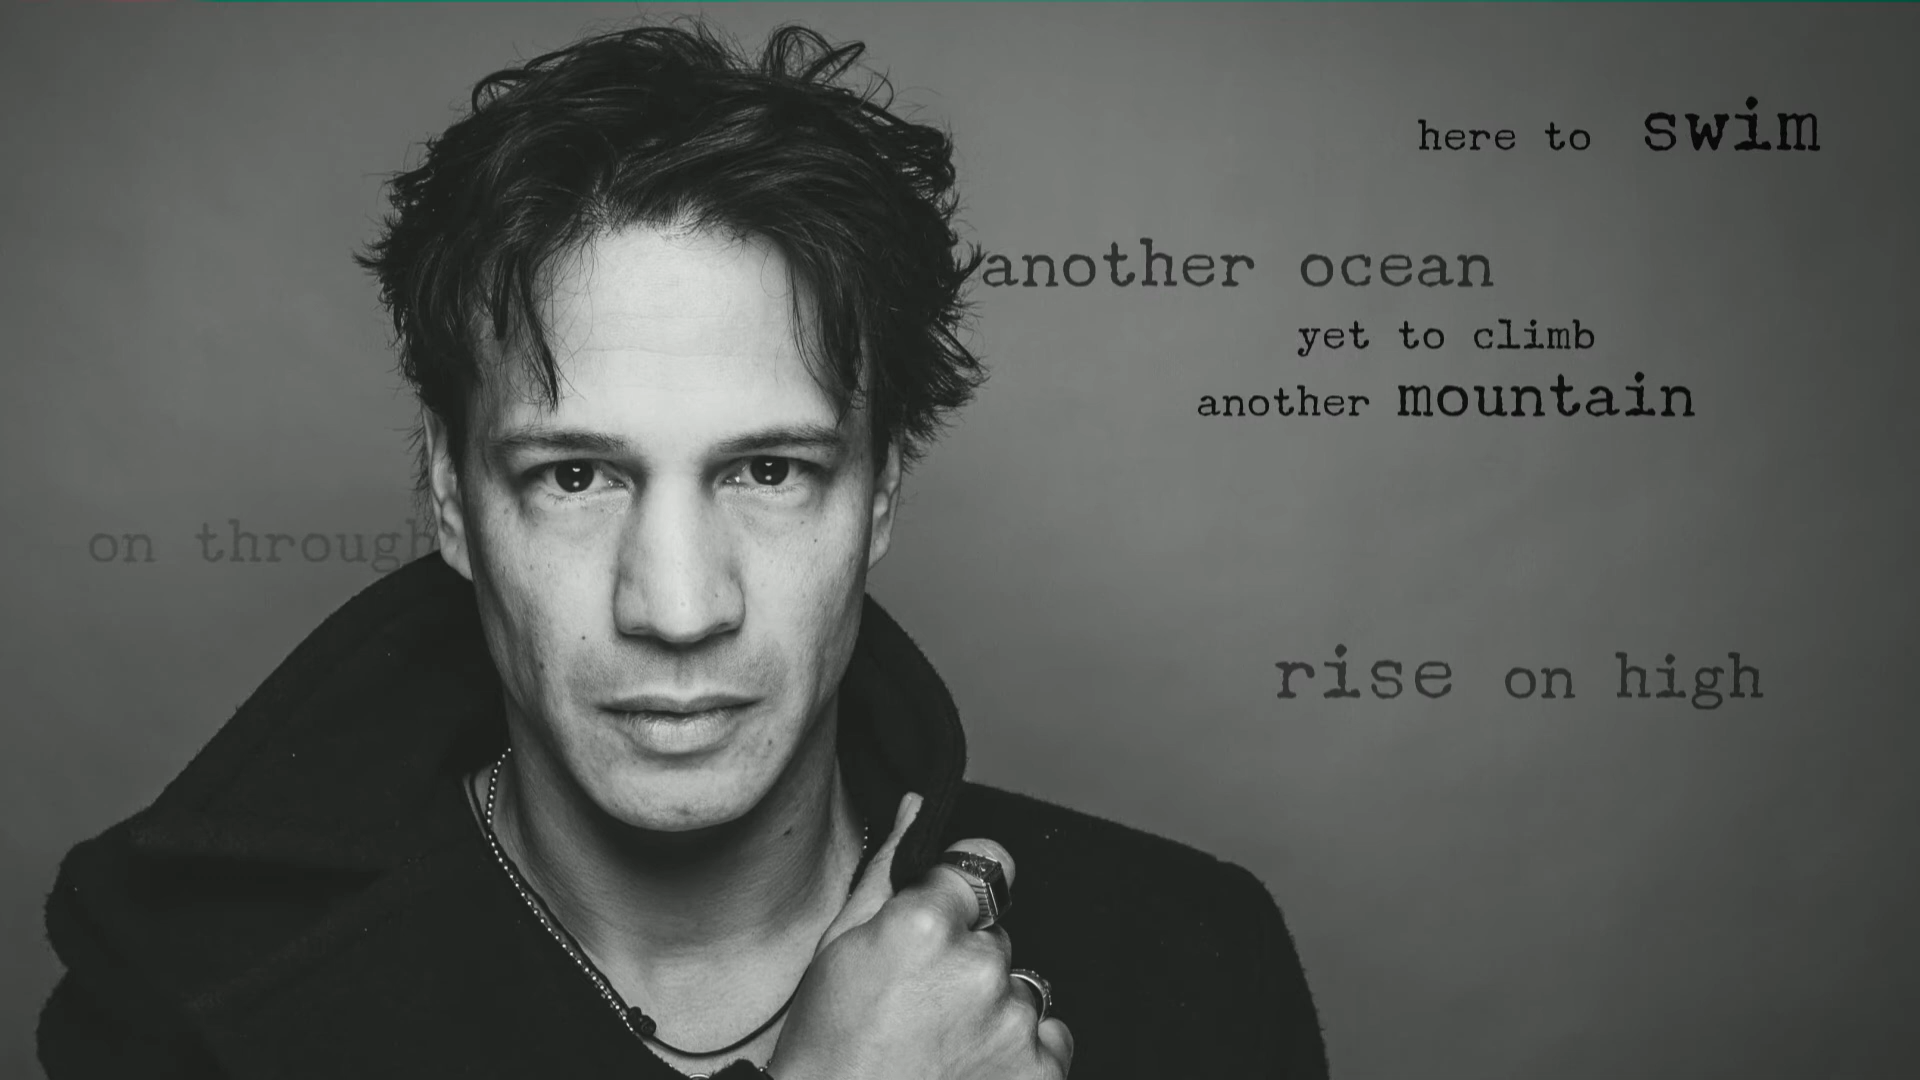 here to swim
another ocean
yet to climb
another mountain
on through
rise on high